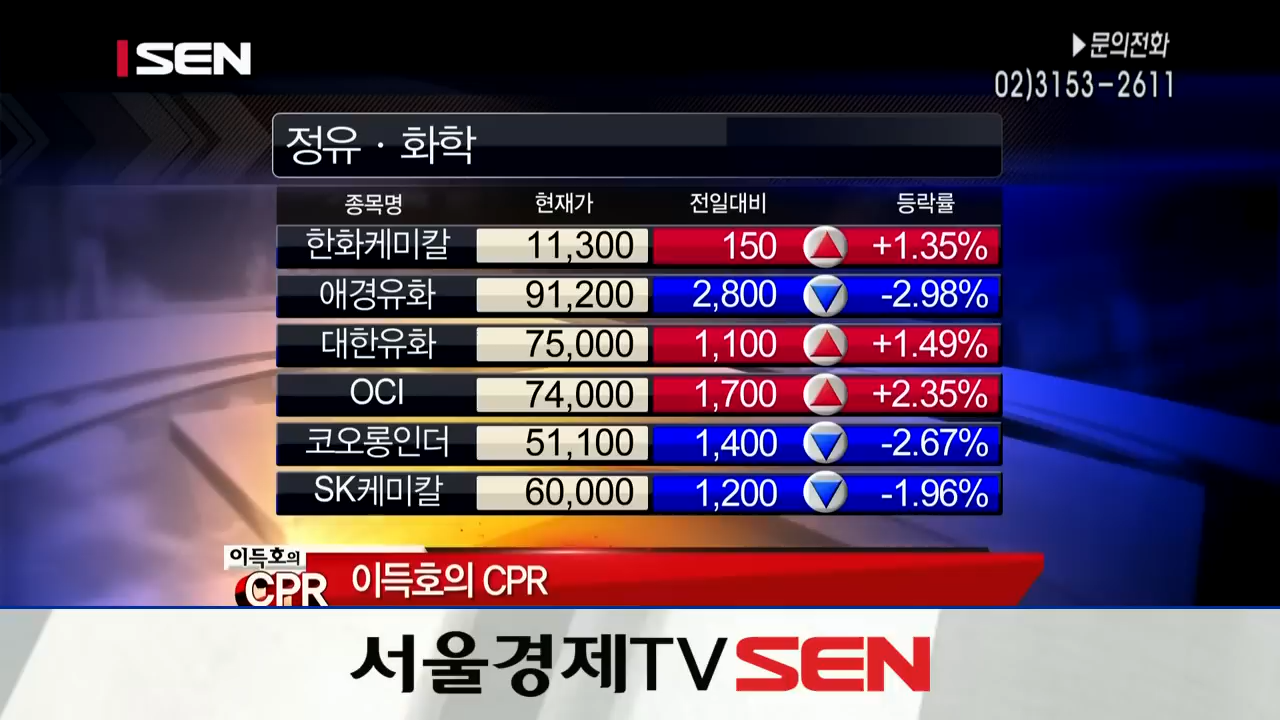 SEN
▶문의전화
02)3153-2611
정유 · 화학
종목명 현재가 전일대비 등락률
한화케미칼 11,300 150 ▲ +1.35%
애경유화 91,200 2,800 ▼ -2.98%
대한유화 75,000 1,100 ▲ +1.49%
OCI 74,000 1,700 ▲ +2.35%
코오롱인더 51,100 1,400 ▼ -2.67%
SK케미칼 60,000 1,200 ▼ -1.96%
이득호의
CPR 이득호의 CPR
서울경제TV SEN